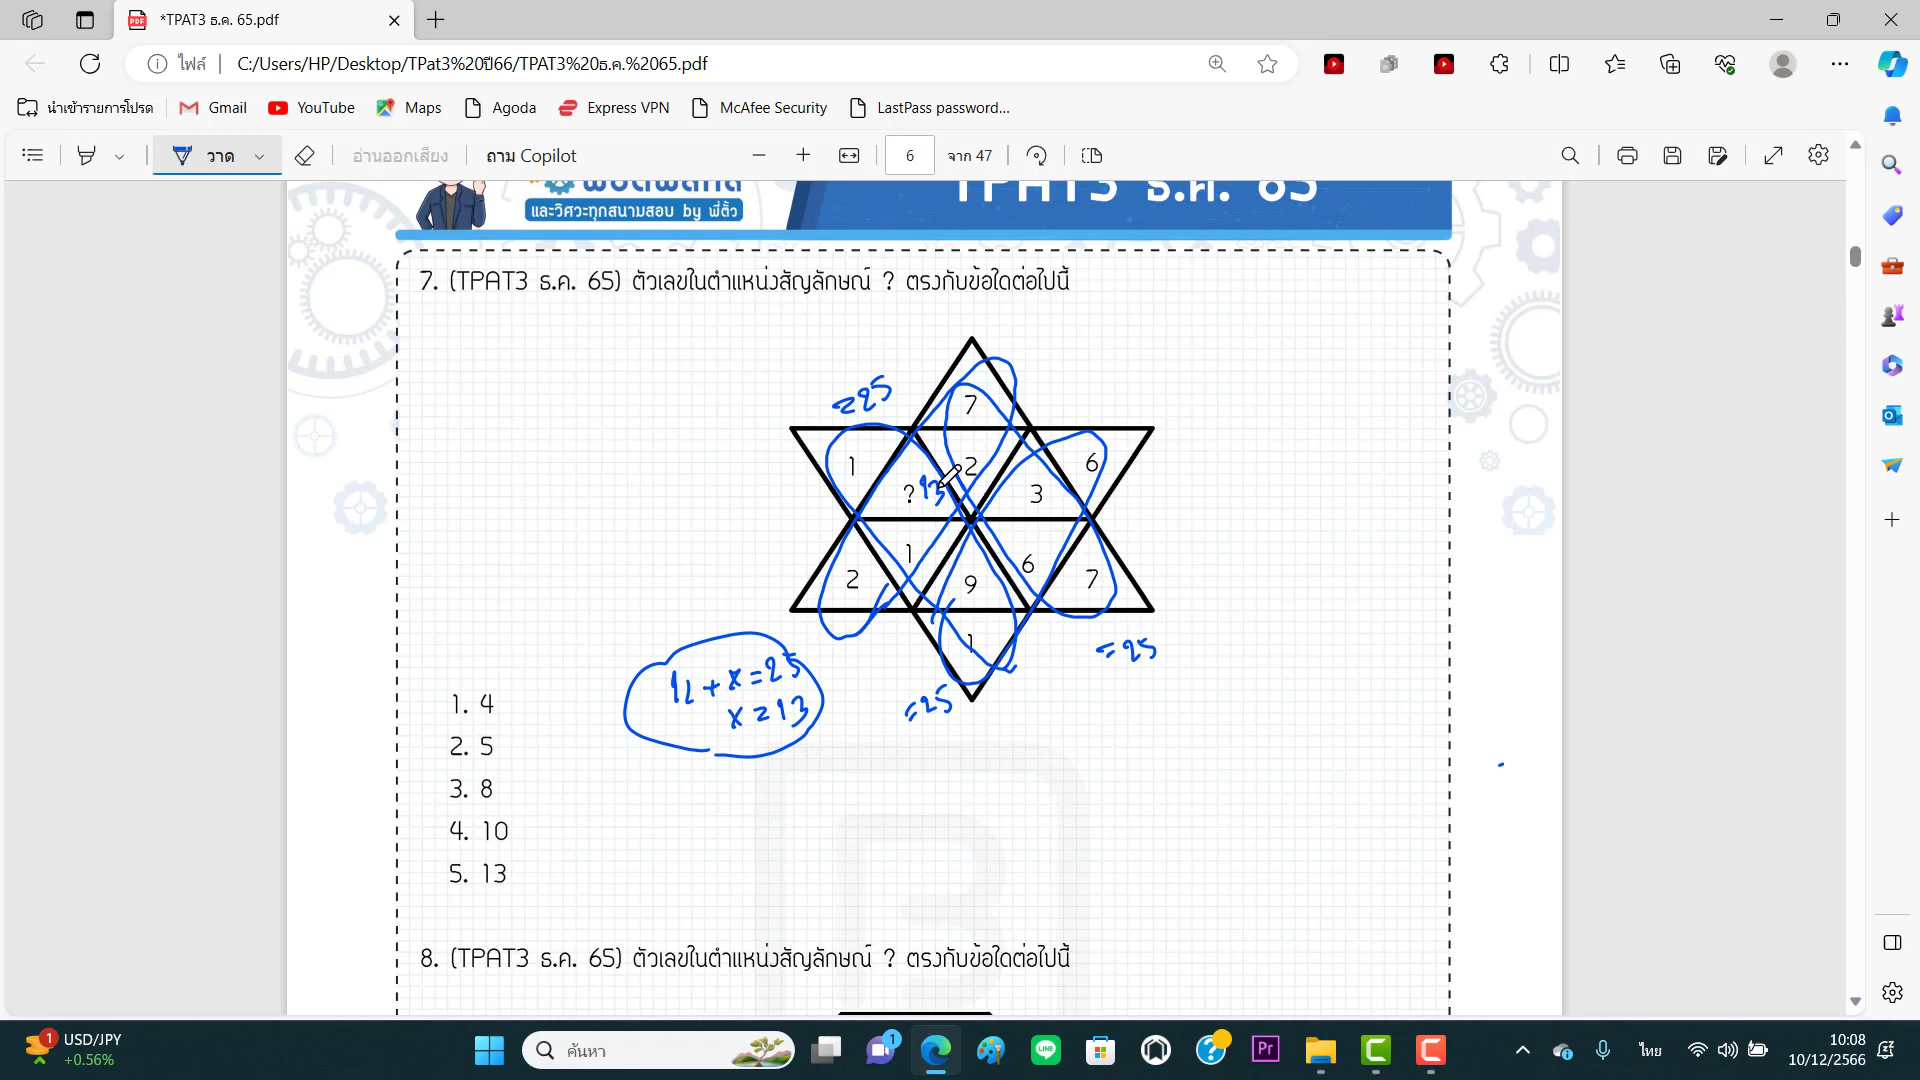 *TPAT3 ธ.ค. 65.pdf
ไฟล์ C:/Users/HP/Desktop/TPat3%20ปี66/TPAT3%20ธ.ค.%2065.pdf
นำเข้ารายการโปรด Gmail YouTube Maps Agoda Express VPN McAfee Security LastPass password...
วาด อ่านออกเสียง ถาม Copilot 6 จาก 47
พิชิตฟิสิกส์ TPAT3 ธ.ค. 65
และวิศวะทุกสนามสอบ by พี่ตั้ว
7. (TPAT3 ธ.ค. 65) ตัวเลขในตำแหน่งสัญลักษณ์ ? ตรงกับข้อใดต่อไปนี้
=25
7
1 2 6
? 13 3
1 6
2 9 7
1
=25
=25
12+x=25
x=13
1. 4
2. 5
3. 8
4. 10
5. 13
8. (TPAT3 ธ.ค. 65) ตัวเลขในตำแหน่งสัญลักษณ์ ? ตรงกับข้อใดต่อไปนี้
1 USD/JPY
+0.56%
ค้นหา
1
LINE
Pr
ไทย
10:08
10/12/2566